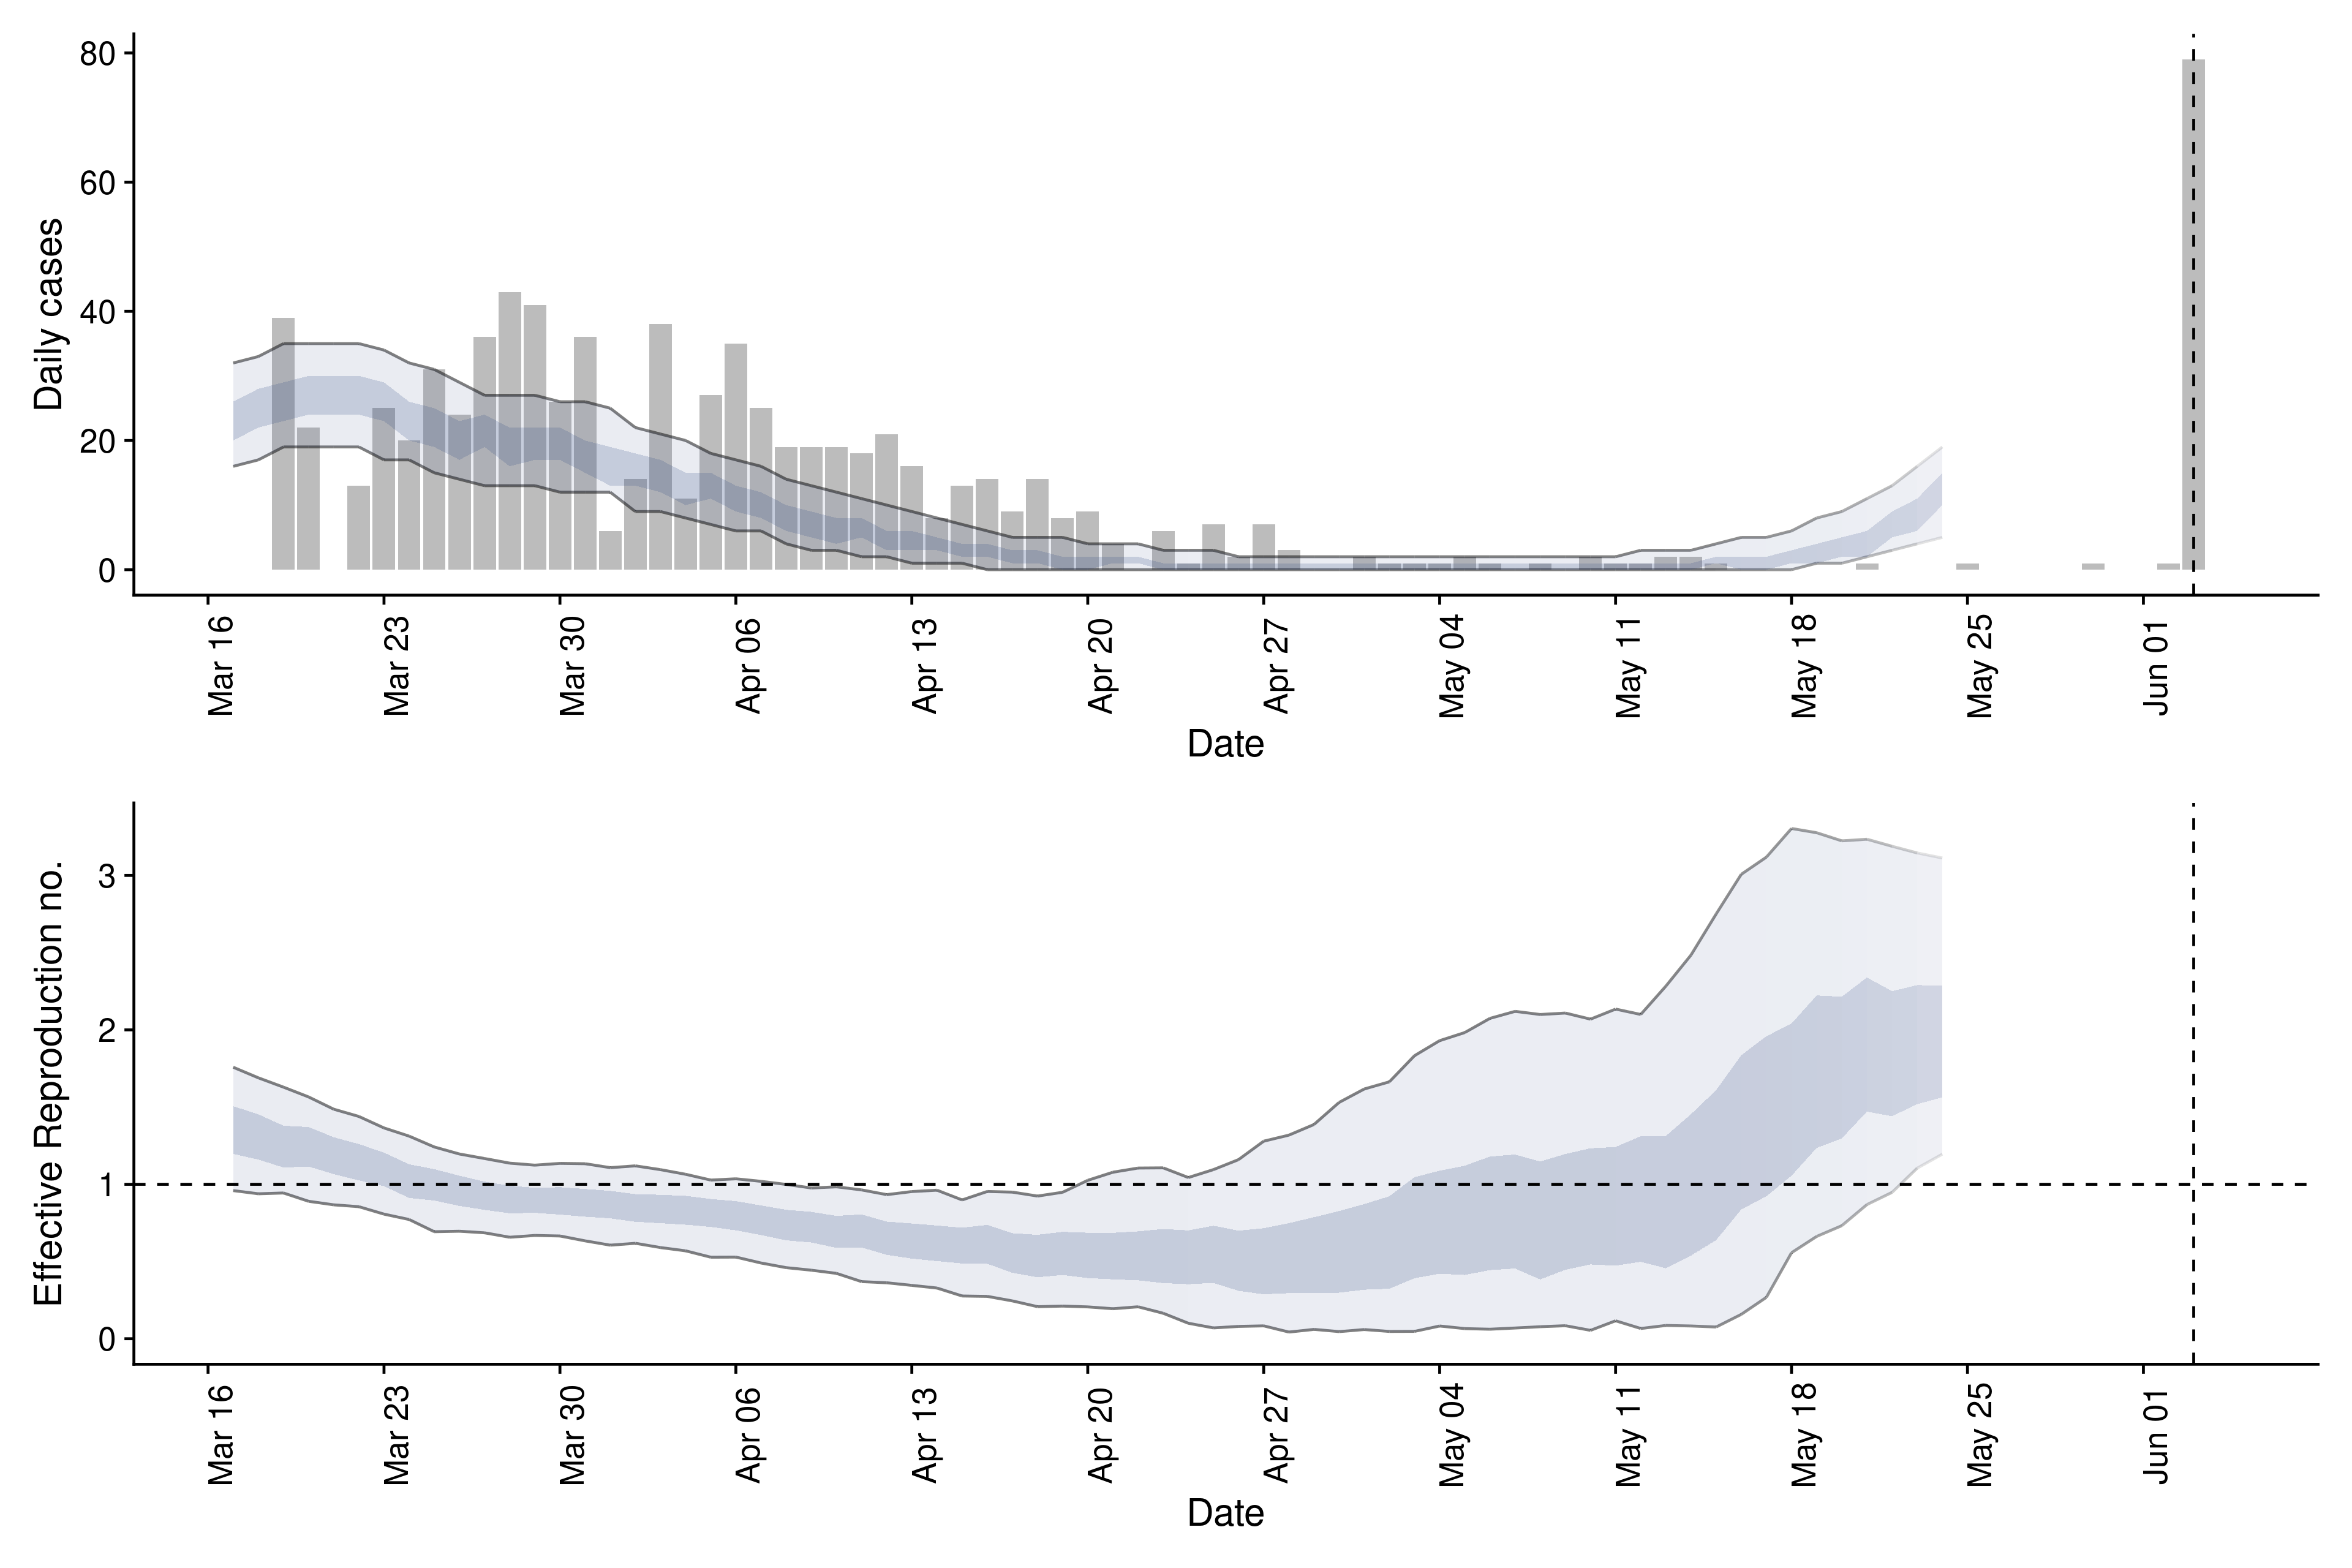 80
60
40
20
0
Daily cases
Mar 16
Mar 23
Mar 30
Apr 06
Apr 13
Apr 20
Apr 27
May 04
May 11
May 18
May 25
Jun 01
Date
3
2
1
0
Effective Reproduction no.
Mar 16
Mar 23
Mar 30
Apr 06
Apr 13
Apr 20
Apr 27
May 04
May 11
May 18
May 25
Jun 01
Date